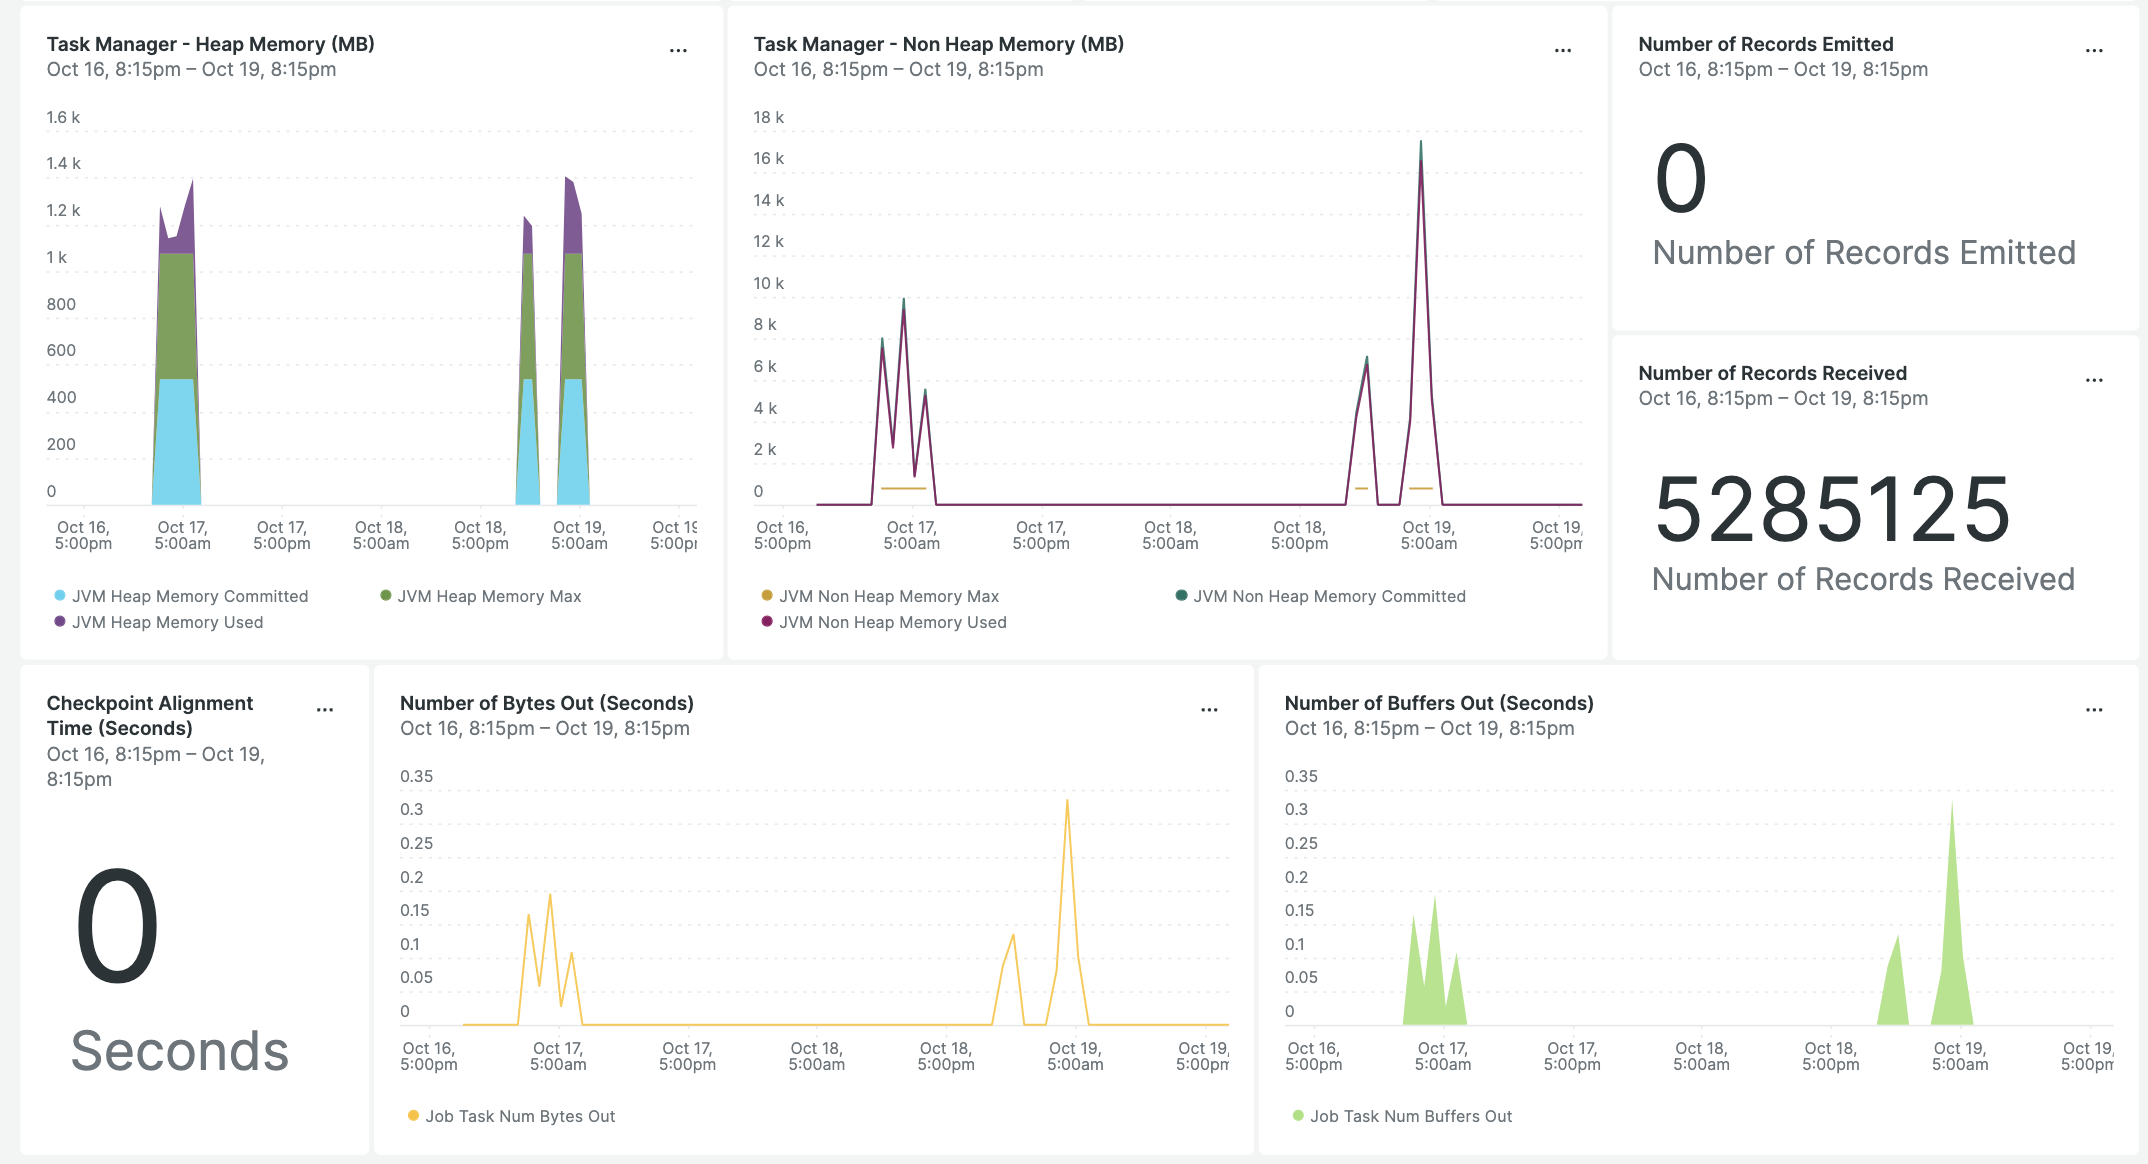 Task Manager - Heap Memory (MB)
...
Oct 16, 8:15pm – Oct 19, 8:15pm
1.6 k
1.4 k
1.2 k
1 k
800
600
400
200
0
Oct 16, 5:00pm
Oct 17, 5:00am
Oct 17, 5:00pm
Oct 18, 5:00am
Oct 18, 5:00pm
Oct 19, 5:00am
JVM Heap Memory Committed
JVM Heap Memory Max
JVM Heap Memory Used
Task Manager - Non Heap Memory (MB)
...
Oct 16, 8:15pm – Oct 19, 8:15pm
18 k
16 k
14 k
12 k
10 k
8 k
6 k
4 k
2 k
0
Oct 16, 5:00pm
Oct 17, 5:00am
Oct 17, 5:00pm
Oct 18, 5:00am
Oct 18, 5:00pm
Oct 19, 5:00am
Oct 19, 5:00pm
JVM Non Heap Memory Max
JVM Non Heap Memory Committed
JVM Non Heap Memory Used
Number of Records Emitted
...
Oct 16, 8:15pm – Oct 19, 8:15pm
0
Number of Records Emitted
Number of Records Received
...
Oct 16, 8:15pm – Oct 19, 8:15pm
5285125
Number of Records Received
Checkpoint Alignment
Time (Seconds)
...
Oct 16, 8:15pm – Oct 19,
8:15pm
0
Seconds
Number of Bytes Out (Seconds)
...
Oct 16, 8:15pm – Oct 19, 8:15pm
0.35
0.3
0.25
0.2
0.15
0.1
0.05
0
Oct 16, 5:00pm
Oct 17, 5:00am
Oct 17, 5:00pm
Oct 18, 5:00am
Oct 18, 5:00pm
Oct 19, 5:00am
Oct 19, 5:00pm
Job Task Num Bytes Out
Number of Buffers Out (Seconds)
...
Oct 16, 8:15pm – Oct 19, 8:15pm
0.35
0.3
0.25
0.2
0.15
0.1
0.05
0
Oct 16, 5:00pm
Oct 17, 5:00am
Oct 17, 5:00pm
Oct 18, 5:00am
Oct 18, 5:00pm
Oct 19, 5:00am
Oct 19, 5:00pm
Job Task Num Buffers Out